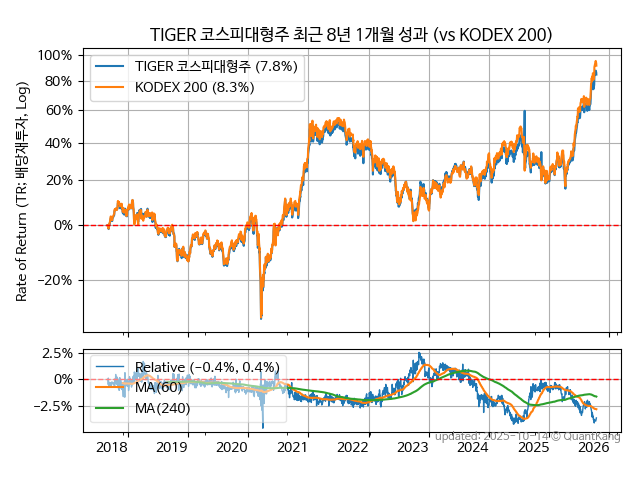 TIGER 코스피대형주 최근 8년 1개월 성과 (vs KODEX 200)
Rate of Return (TR: 배당재투자, Log)
100%
80%
60%
40%
20%
0%
−20%
TIGER 코스피대형주 (7.8%)
KODEX 200 (8.3%)
2.5%
0%
−2.5%
Relative (−0.4%, 0.4%)
MA(60)
MA(240)
2018 2019 2020 2021 2022 2023 2024 2025 2026
updated: 2025-10-14 © QuantKang